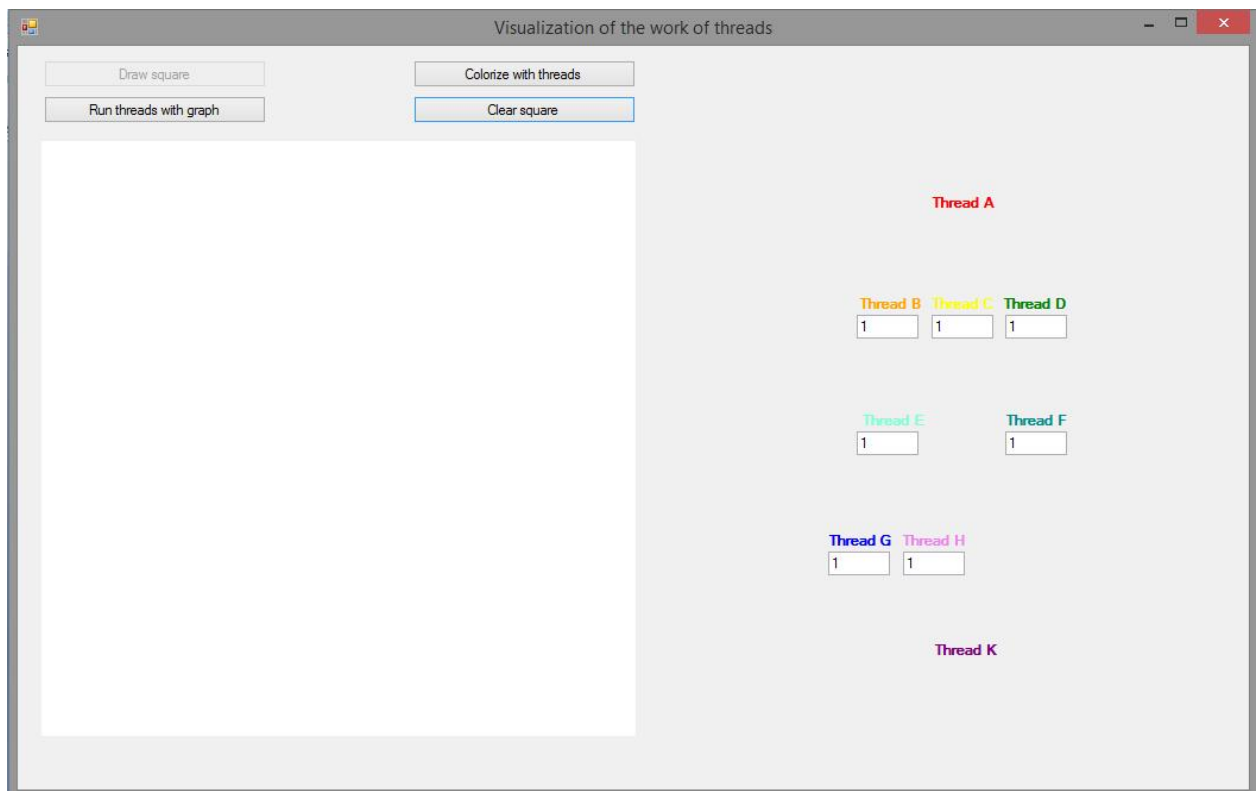 Visualization of the work of threads
Draw square
Colorize with threads
Run threads with graph
Clear square
Thread A
Thread B Thread C Thread D
1 1 1
Thread E Thread F
1 1
Thread G Thread H
1 1
Thread K